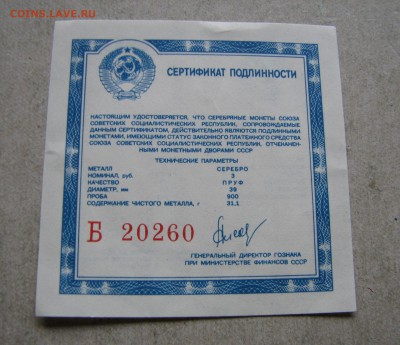 COINS.LAVE.RU
СЕРТИФИКАТ ПОДЛИННОСТИ
НАСТОЯЩИМ УДОСТОВЕРЯЕТСЯ, ЧТО СЕРЕБРЯНЫЕ МОНЕТЫ СОЮЗА
СОВЕТСКИХ СОЦИАЛИСТИЧЕСКИХ РЕСПУБЛИК, СОПРОВОЖДАЕМЫЕ
ДАННЫМ СЕРТИФИКАТОМ, ДЕЙСТВИТЕЛЬНО ЯВЛЯЮТСЯ ПОДЛИННЫМИ
МОНЕТАМИ, ИМЕЮЩИМИ СТАТУС ЗАКОННОГО ПЛАТЕЖНОГО СРЕДСТВА
СОЮЗА СОВЕТСКИХ СОЦИАЛИСТИЧЕСКИХ РЕСПУБЛИК, ОТЧЕКАНЕН-
НЫМИ МОНЕТНЫМИ ДВОРАМИ СССР
ТЕХНИЧЕСКИЕ ПАРАМЕТРЫ
МЕТАЛЛ СЕРЕБРО
НОМИНАЛ, руб. 3
КАЧЕСТВО ПРУФ
ДИАМЕТР, мм 39
ПРОБА 900
СОДЕРЖАНИЕ ЧИСТОГО МЕТАЛЛА, г 31,1
Б 20260
ГЕНЕРАЛЬНЫЙ ДИРЕКТОР ГОЗНАКА
ПРИ МИНИСТЕРСТВЕ ФИНАНСОВ СССР